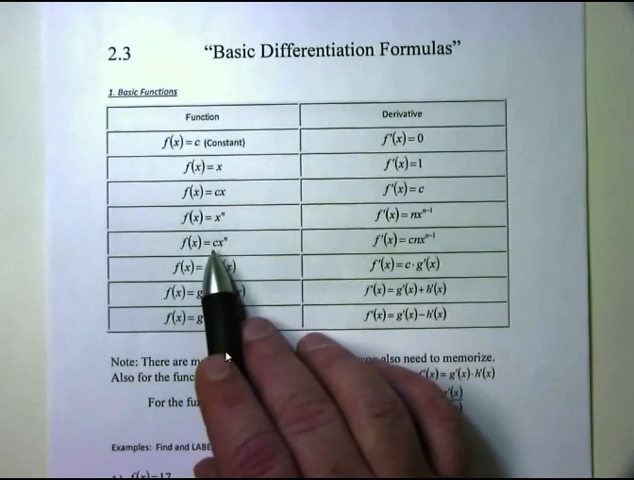 2.3 "Basic Differentiation Formulas"
1. Basic Functions
Function Derivative
f(x) = c (Constant) f'(x) = 0
f(x) = x f'(x) = 1
f(x) = cx f'(x) = c
f(x) = xⁿ f'(x) = nxⁿ⁻¹
f(x) = cxⁿ f'(x) = cnxⁿ⁻¹
f(x) = (x) f'(x) = c · g'(x)
f(x) = g f'(x) = g'(x) + h'(x)
f(x) = g f'(x) = g'(x) − h'(x)
Note: There are also need to memorize.
Also for the func (x) = g'(x) · h'(x)
For the fu g'(x)
Examples: Find and LABE
f(x) = 17